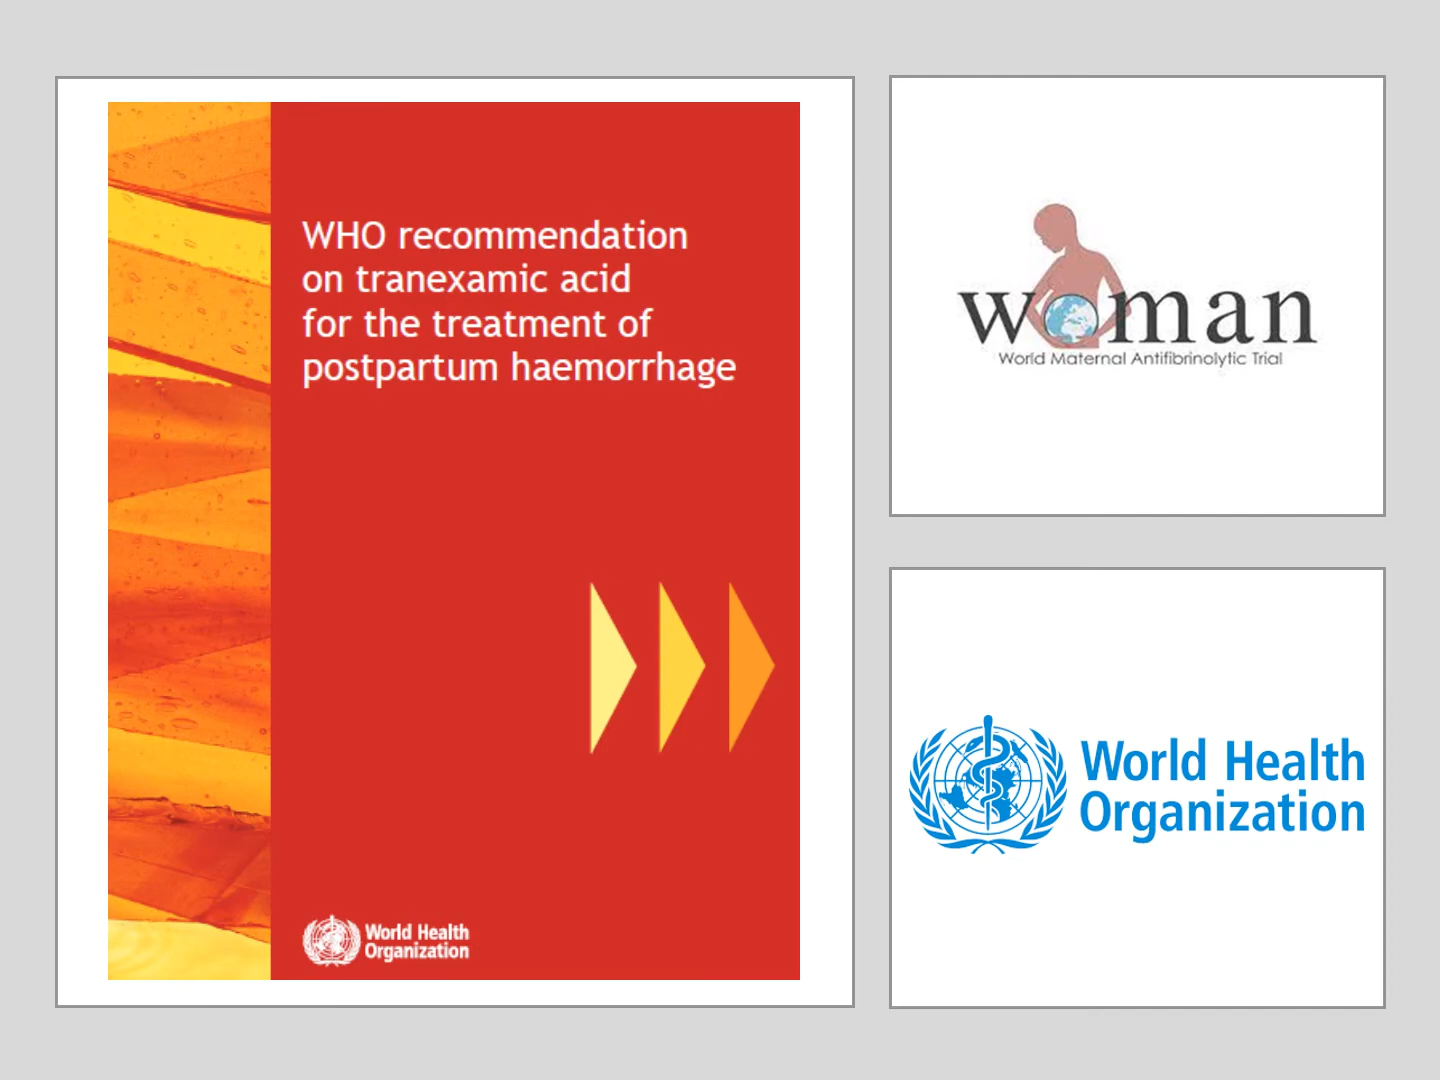 WHO recommendation
on tranexamic acid
for the treatment of
postpartum haemorrhage
World Health
Organization
woman
World Maternal Antifibrinolytic Trial
World Health
Organization